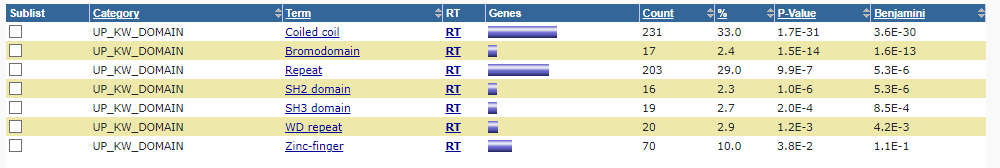 Sublist Category Term RT Genes Count % P-Value Benjamini
UP_KW_DOMAIN Coiled coil RT 231 33.0 1.7E-31 3.6E-30
UP_KW_DOMAIN Bromodomain RT 17 2.4 1.5E-14 1.6E-13
UP_KW_DOMAIN Repeat RT 203 29.0 9.9E-7 5.3E-6
UP_KW_DOMAIN SH2 domain RT 16 2.3 1.0E-6 5.3E-6
UP_KW_DOMAIN SH3 domain RT 19 2.7 2.0E-4 8.5E-4
UP_KW_DOMAIN WD repeat RT 20 2.9 1.2E-3 4.2E-3
UP_KW_DOMAIN Zinc-finger RT 70 10.0 3.8E-2 1.1E-1